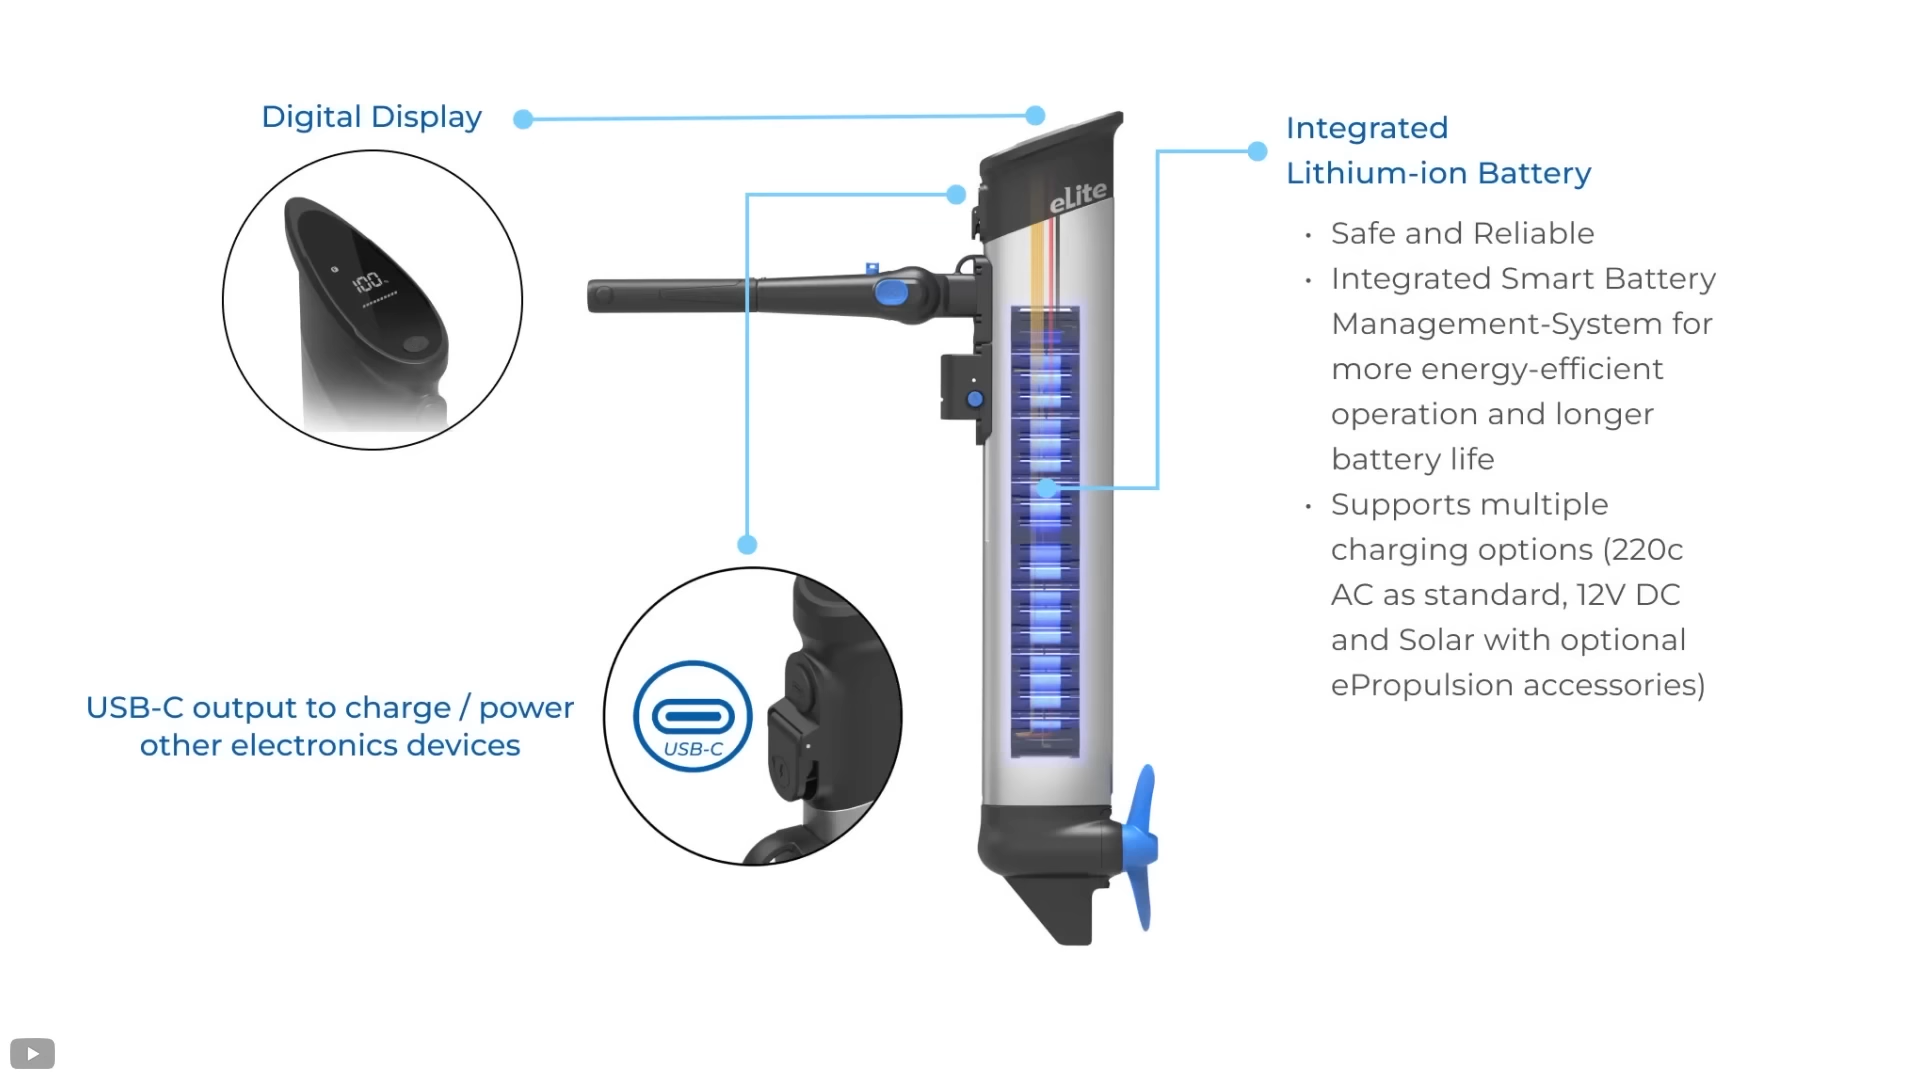 Digital Display
100
eLite
Integrated
Lithium-ion Battery
• Safe and Reliable
• Integrated Smart Battery
Management-System for
more energy-efficient
operation and longer
battery life
• Supports multiple
charging options (220c
AC as standard, 12V DC
and Solar with optional
ePropulsion accessories)
USB-C output to charge / power
other electronics devices
USB-C